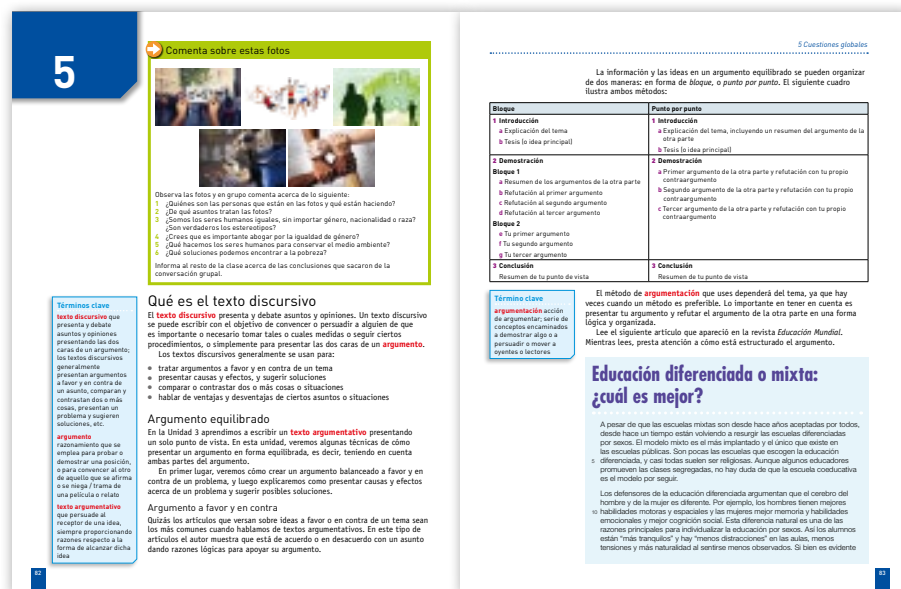 5
Comenta sobre estas fotos
Observa las fotos y en grupo comenta acerca de lo siguiente:
1 ¿Quiénes son las personas que están en las fotos y qué están haciendo?
2 ¿De qué asuntos tratan las fotos?
3 ¿Somos los seres humanos iguales, sin importar género, nacionalidad o raza?
¿Son verdaderos los estereotipos?
4 ¿Crees que es importante abogar por la igualdad de género?
5 ¿Qué hacemos los seres humanos para conservar el medio ambiente?
6 ¿Qué soluciones podemos encontrar a la pobreza?
Informa al resto de la clase acerca de las conclusiones que sacaron de la
conversación grupal.
Términos clave
texto discursivo que
presenta y debate
asuntos y opiniones
presentando las dos
caras de un argumento;
los textos discursivos
generalmente
presentan argumentos
a favor y en contra de
un asunto, comparan y
contrastan dos o más
cosas, presentan un
problema y sugieren
soluciones, etc.
argumento
razonamiento que se
emplea para probar o
demostrar una posición,
o para convencer al otro
de aquello que se afirma
o se niega / trama de
una película o relato
texto argumentativo
que persuade al
receptor de una idea,
siempre proporcionando
razones respecto a la
forma de alcanzar dicha
idea
Qué es el texto discursivo
El texto discursivo presenta y debate asuntos y opiniones. Un texto discursivo
se puede escribir con el objetivo de convencer o persuadir a alguien de que
es importante o necesario tomar tales o cuales medidas o seguir ciertos
procedimientos, o simplemente para presentar las dos caras de un argumento.
Los textos discursivos generalmente se usan para:
• tratar argumentos a favor y en contra de un tema
• presentar causas y efectos, y sugerir soluciones
• comparar o contrastar dos o más cosas o situaciones
• hablar de ventajas y desventajas de ciertos asuntos o situaciones
Argumento equilibrado
En la Unidad 3 aprendimos a escribir un texto argumentativo presentando
un solo punto de vista. En esta unidad, veremos algunas técnicas de cómo
presentar un argumento en forma equilibrada, es decir, teniendo en cuenta
ambas partes del argumento.
En primer lugar, veremos cómo crear un argumento balanceado a favor y en
contra de un problema, y luego explicaremos como presentar causas y efectos
acerca de un problema y sugerir posibles soluciones.
Argumento a favor y en contra
Quizás los artículos que versan sobre ideas a favor o en contra de un tema sean
los más comunes cuando hablamos de textos argumentativos. En este tipo de
artículos el autor muestra que está de acuerdo o en desacuerdo con un asunto
dando razones lógicas para apoyar su argumento.
82
5 Cuestiones globales
La información y las ideas en un argumento equilibrado se pueden organizar
de dos maneras: en forma de bloque, o punto por punto. El siguiente cuadro
ilustra ambos métodos:
Bloque
1 Introducción
a Explicación del tema
b Tesis (o idea principal)
2 Demostración
Bloque 1
a Resumen de los argumentos de la otra parte
b Refutación al primer argumento
c Refutación al segundo argumento
d Refutación al tercer argumento
Bloque 2
e Tu primer argumento
f Tu segundo argumento
g Tu tercer argumento
3 Conclusión
Resumen de tu punto de vista
Punto por punto
1 Introducción
a Explicación del tema, incluyendo un resumen del argumento de la
otra parte
b Tesis (o idea principal)
2 Demostración
a Primer argumento de la otra parte y refutación con tu propio
contraargumento
b Segundo argumento de la otra parte y refutación con tu propio
contraargumento
c Tercer argumento de la otra parte y refutación con tu propio
contraargumento
3 Conclusión
Resumen de tu punto de vista
Término clave
argumentación acción
de argumentar; serie de
conceptos encaminados
a demostrar algo o a
persuadir o mover a
oyentes o lectores
El método de argumentación que uses dependerá del tema, ya que hay
veces cuando un método es preferible. Lo importante en tener en cuenta es
presentar tu argumento y refutar el argumento de la otra parte en una forma
lógica y organizada.
Lee el siguiente artículo que apareció en la revista Educación Mundial.
Mientras lees, presta atención a cómo está estructurado el argumento.
Educación diferenciada o mixta:
¿cuál es mejor?
A pesar de que las escuelas mixtas son desde hace años aceptadas por todos,
desde hace un tiempo están volviendo a resurgir las escuelas diferenciadas
por sexos. El modelo mixto es el más implantado y el único que existe en
las escuelas públicas. Son pocas las escuelas que escogen la educación
5 diferenciada, y casi todas suelen ser religiosas. Aunque algunos educadores
promueven las clases segregadas, no hay duda de que la escuela coeducativa
es el modelo por seguir.
Los defensores de la educación diferenciada argumentan que el cerebro del
hombre y de la mujer es diferente. Por ejemplo, los hombres tienen mejores
10 habilidades motoras y espaciales y las mujeres mejor memoria y habilidades
emocionales y mejor cognición social. Esta diferencia natural es una de las
razones principales para individualizar la educación por sexos. Así los alumnos
están “más tranquilos” y hay “menos distracciones” en las aulas, menos
tensiones y más naturalidad al sentirse menos observados. Si bien es evidente
83